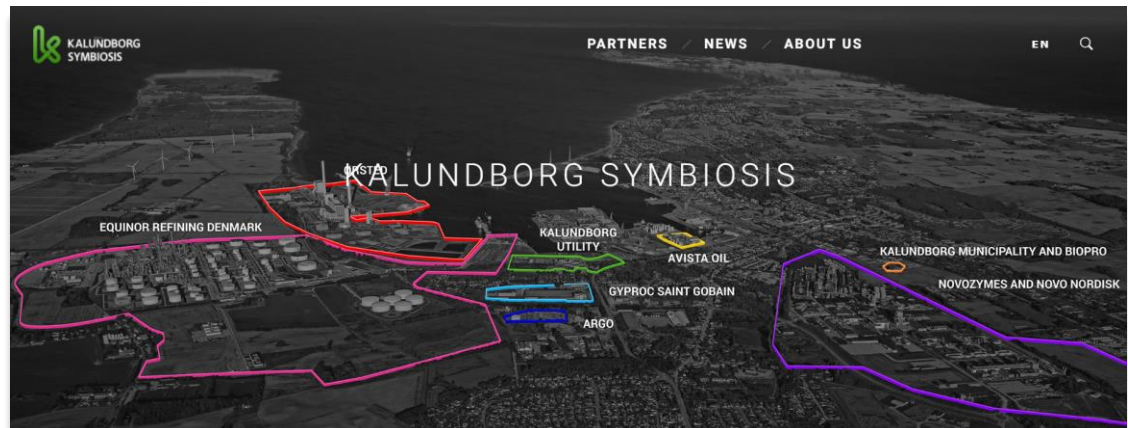 KALUNDBORG
SYMBIOSIS
PARTNERS / NEWS / ABOUT US
EN
ØRSTED
KALUNDBORG SYMBIOSIS
EQUINOR REFINING DENMARK
KALUNDBORG
UTILITY
AVISTA OIL
KALUNDBORG MUNICIPALITY AND BIOPRO
NOVOZYMES AND NOVO NORDISK
GYPROC SAINT GOBAIN
ARGO